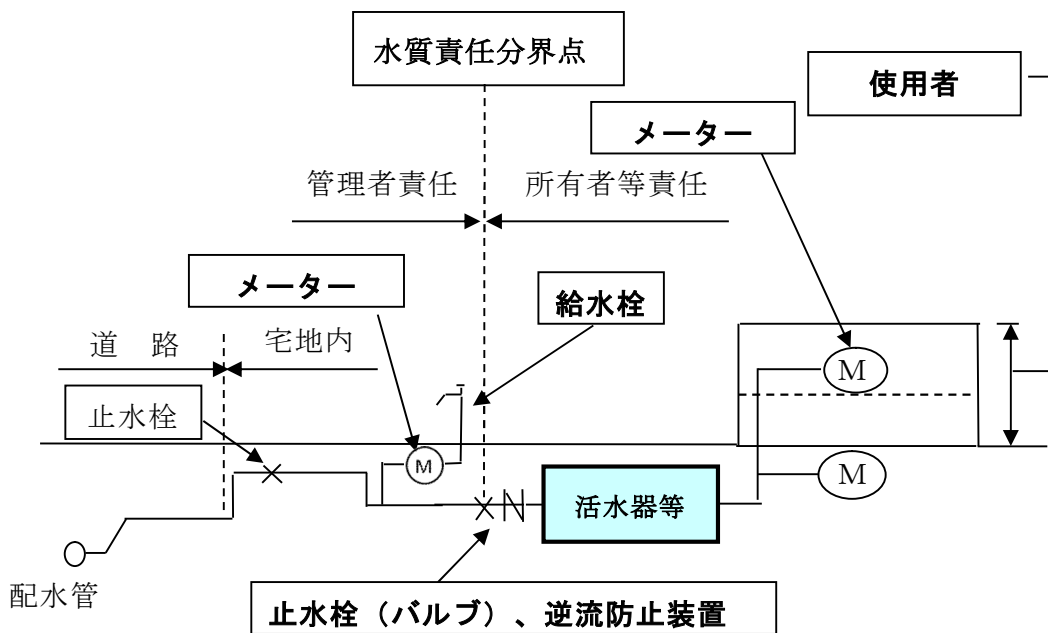 水質責任分界点
使用者
メーター
管理者責任
所有者等責任
メーター
給水栓
道　路
宅地内
M
止水栓
M
M
活水器等
配水管
止水栓（バルブ）、逆流防止装置